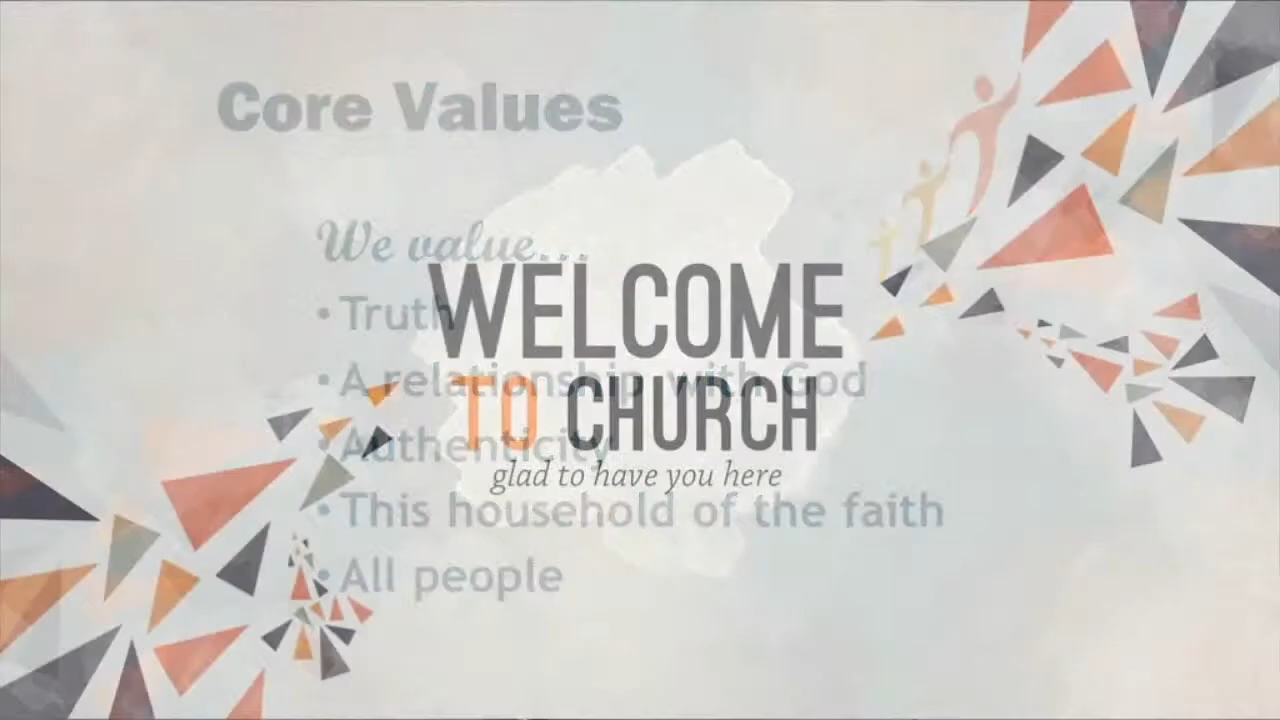 Core Values
We value...
• Truth
• A relationship with God
• Authenticity
• This household of the faith
• All people
WELCOME
TO CHURCH
glad to have you here